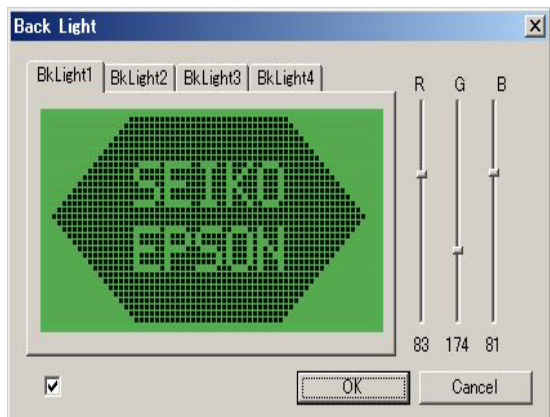 Back Light
BkLight1 BkLight2 BkLight3 BkLight4
R G B
SEIKO
EPSON
83 174 81
OK Cancel